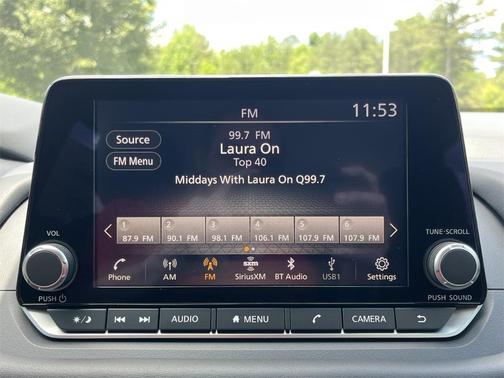 FM 11:53
Source
FM Menu
99.7 FM
Laura On
Top 40
Middays With Laura On Q99.7
1 2 3 4 5 6
87.9 FM 90.1 FM 98.1 FM 106.1 FM 107.9 FM 107.9 FM
Phone AM FM SiriusXM BT Audio USB1 Settings
sxm
VOL
PUSH
TUNE·SCROLL
PUSH SOUND
AUDIO MENU CAMERA